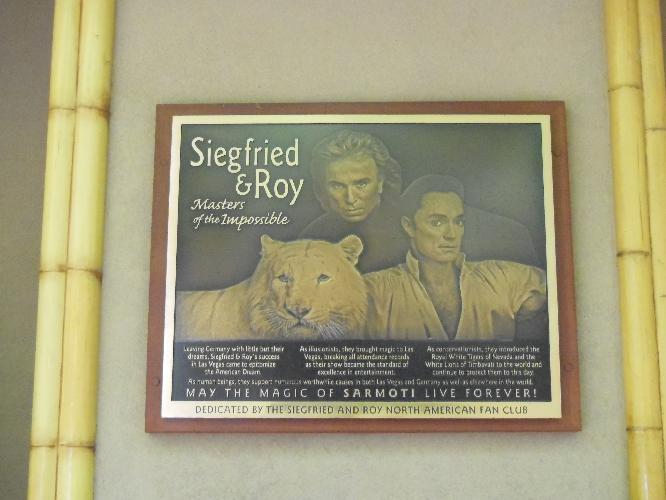 Siegfried
& Roy
Masters
of the Impossible
Leaving Germany with little but their
dreams, Siegfried & Roy's success
in Las Vegas came to epitomize
the American Dream.
As illusionists, they brought magic to Las
Vegas, breaking all attendance records
as their show became the standard of
excellence in entertainment.
As conservationists, they introduced the
Royal White Tigers of Nevada and the
White Lions of Timbavati to the world and
continue to protect them to this day.
As human beings, they support numerous worthwhile causes in both Las Vegas and Germany as well as elsewhere in the world.
MAY THE MAGIC OF SARMOTI LIVE FOREVER!
DEDICATED BY THE SIEGFRIED AND ROY NORTH AMERICAN FAN CLUB